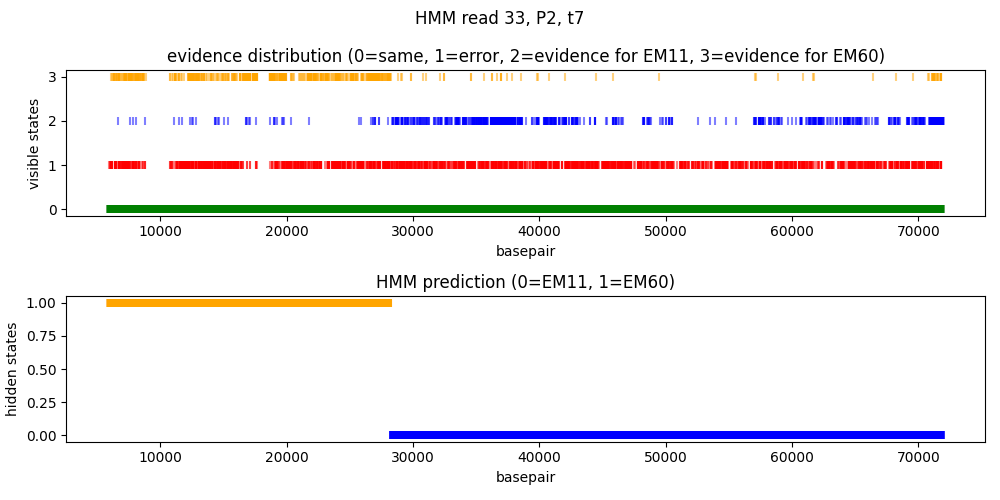 HMM read 33, P2, t7
evidence distribution (0=same, 1=error, 2=evidence for EM11, 3=evidence for EM60)
visible states
3
2
1
0
10000 20000 30000 40000 50000 60000 70000
basepair
HMM prediction (0=EM11, 1=EM60)
hidden states
1.00
0.75
0.50
0.25
0.00
10000 20000 30000 40000 50000 60000 70000
basepair